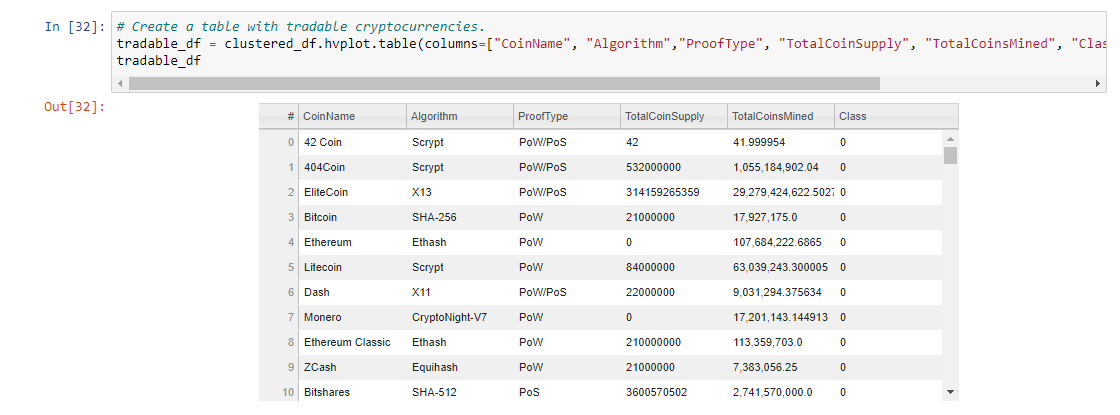 In [32]: # Create a table with tradable cryptocurrencies.
tradable_df = clustered_df.hvplot.table(columns=["CoinName", "Algorithm","ProofType", "TotalCoinSupply", "TotalCoinsMined", "Clas
tradable_df
Out[32]:
# CoinName Algorithm ProofType TotalCoinSupply TotalCoinsMined Class
0 42 Coin Scrypt PoW/PoS 42 41.999954 0
1 404Coin Scrypt PoW/PoS 532000000 1,055,184,902.04 0
2 EliteCoin X13 PoW/PoS 314159265359 29,279,424,622.5027 0
3 Bitcoin SHA-256 PoW 21000000 17,927,175.0 0
4 Ethereum Ethash PoW 0 107,684,222.6865 0
5 Litecoin Scrypt PoW 84000000 63,039,243.300005 0
6 Dash X11 PoW/PoS 22000000 9,031,294.375634 0
7 Monero CryptoNight-V7 PoW 0 17,201,143.144913 0
8 Ethereum Classic Ethash PoW 210000000 113,359,703.0 0
9 ZCash Equihash PoW 21000000 7,383,056.25 0
10 Bitshares SHA-512 PoS 3600570502 2,741,570,000.0 0